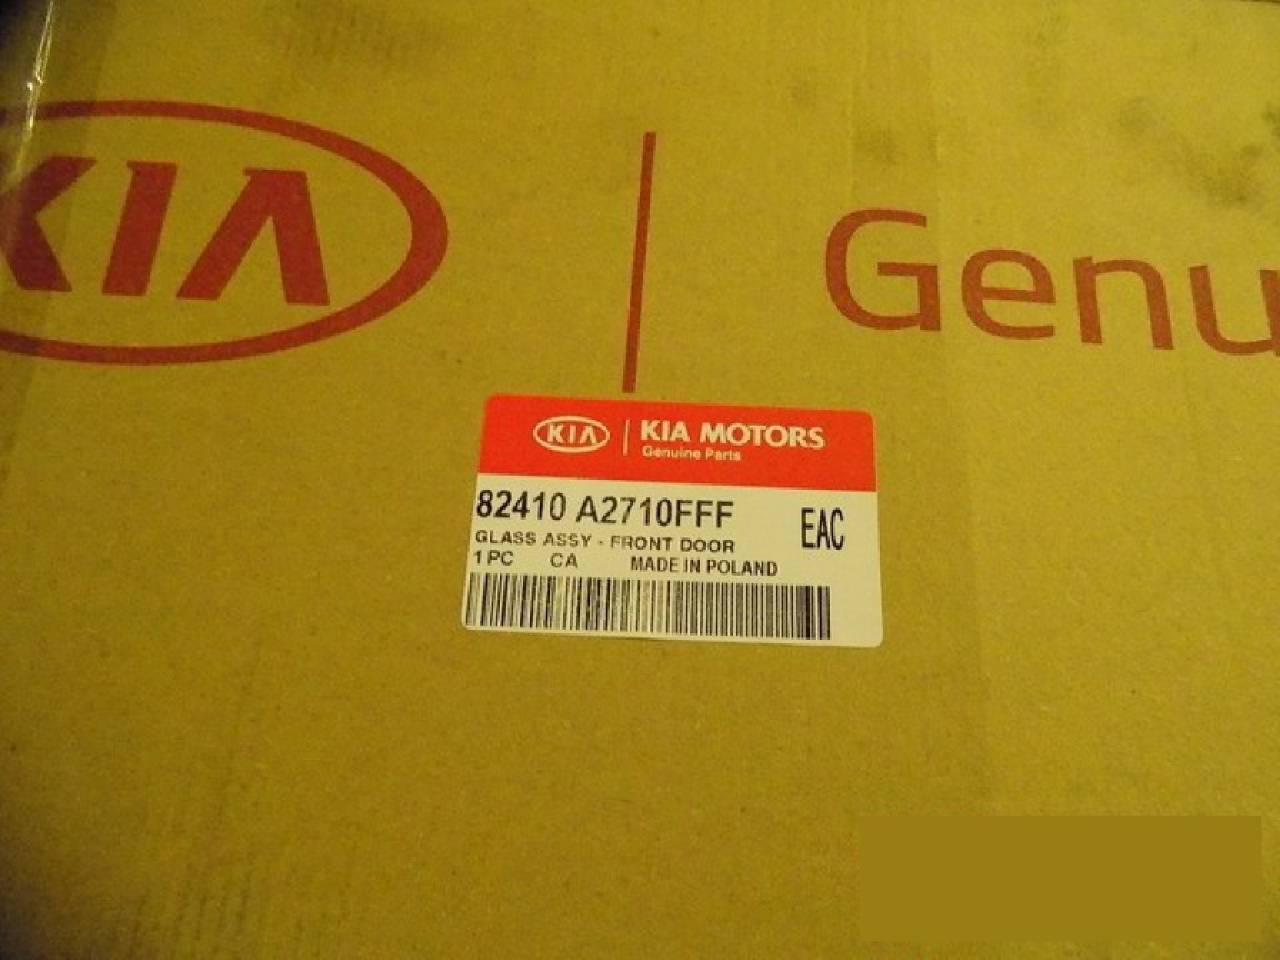 KIA | Genu
KIA | KIA MOTORS
Genuine Parts
82410 A2710FFF
EAC
GLASS ASSY - FRONT DOOR
1 PC CA MADE IN POLAND